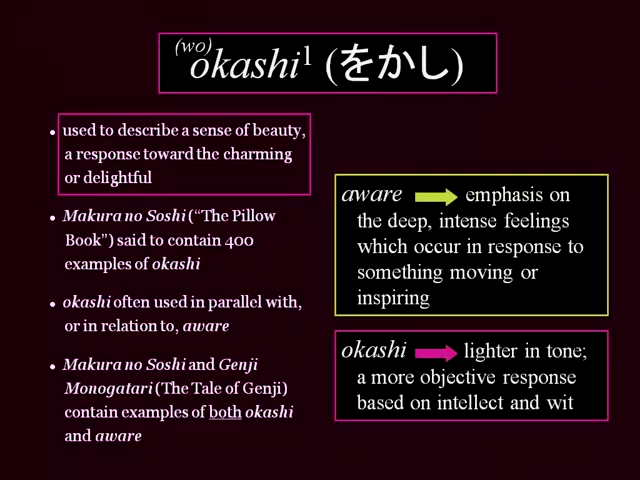 (wo)okashi¹ (をかし)
• used to describe a sense of beauty,
a response toward the charming
or delightful
• Makura no Soshi (“The Pillow
Book”) said to contain 400
examples of okashi
• okashi often used in parallel with,
or in relation to, aware
• Makura no Soshi and Genji
Monogatari (The Tale of Genji)
contain examples of both okashi
and aware
aware emphasis on
the deep, intense feelings
which occur in response to
something moving or
inspiring
okashi lighter in tone;
a more objective response
based on intellect and wit